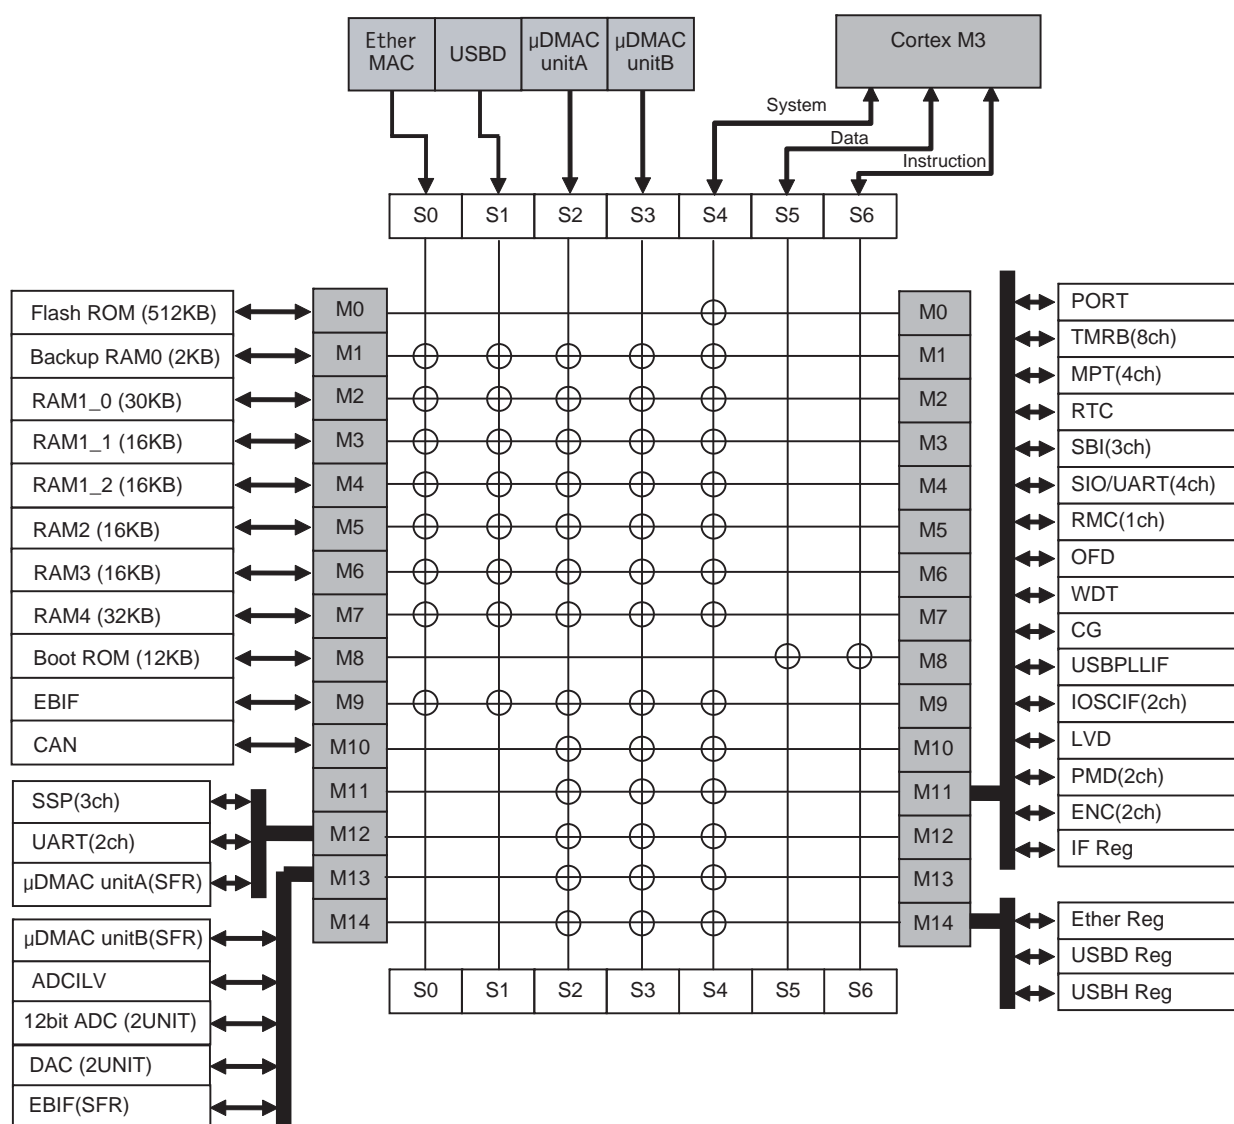 Ether
MAC
USBD
µDMAC
unitA
µDMAC
unitB
Cortex M3
System
Data
Instruction
S0 S1 S2 S3 S4 S5 S6
Flash ROM (512KB) M0 M0 PORT
Backup RAM0 (2KB) M1 M1 TMRB(8ch)
RAM1_0 (30KB) M2 M2 MPT(4ch)
RAM1_1 (16KB) M3 M3 RTC
RAM1_2 (16KB) M4 M4 SBI(3ch)
RAM2 (16KB) M5 M5 SIO/UART(4ch)
RAM3 (16KB) M6 M6 RMC(1ch)
RAM4 (32KB) M7 M7 OFD
Boot ROM (12KB) M8 M8 WDT
EBIF M9 M9 CG
CAN M10 M10 USBPLLIF
M11 M11 IOSCIF(2ch)
SSP(3ch) M12 M12 LVD
UART(2ch) M13 M13 PMD(2ch)
µDMAC unitA(SFR) M14 M14 ENC(2ch)
IF Reg
µDMAC unitB(SFR) Ether Reg
ADCILV USBD Reg
12bit ADC (2UNIT) USBH Reg
DAC (2UNIT)
EBIF(SFR)
S0 S1 S2 S3 S4 S5 S6